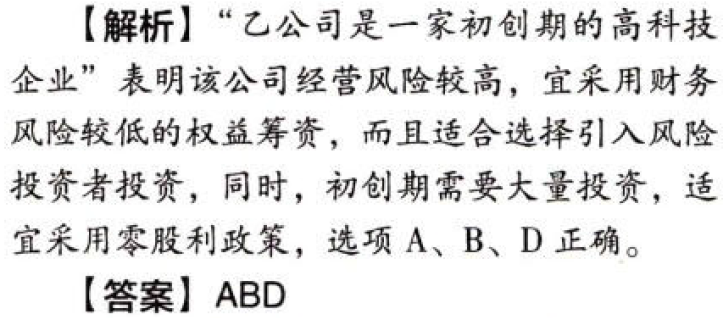 【解析】“乙公司是一家初创期的高科技
企业”表明该公司经营风险较高，宜采用财务
风险较低的权益筹资，而且适合选择引入风险
投资者投资，同时，初创期需要大量投资，适
宜采用零股利政策，选项 A、B、D 正确。
【答案】ABD